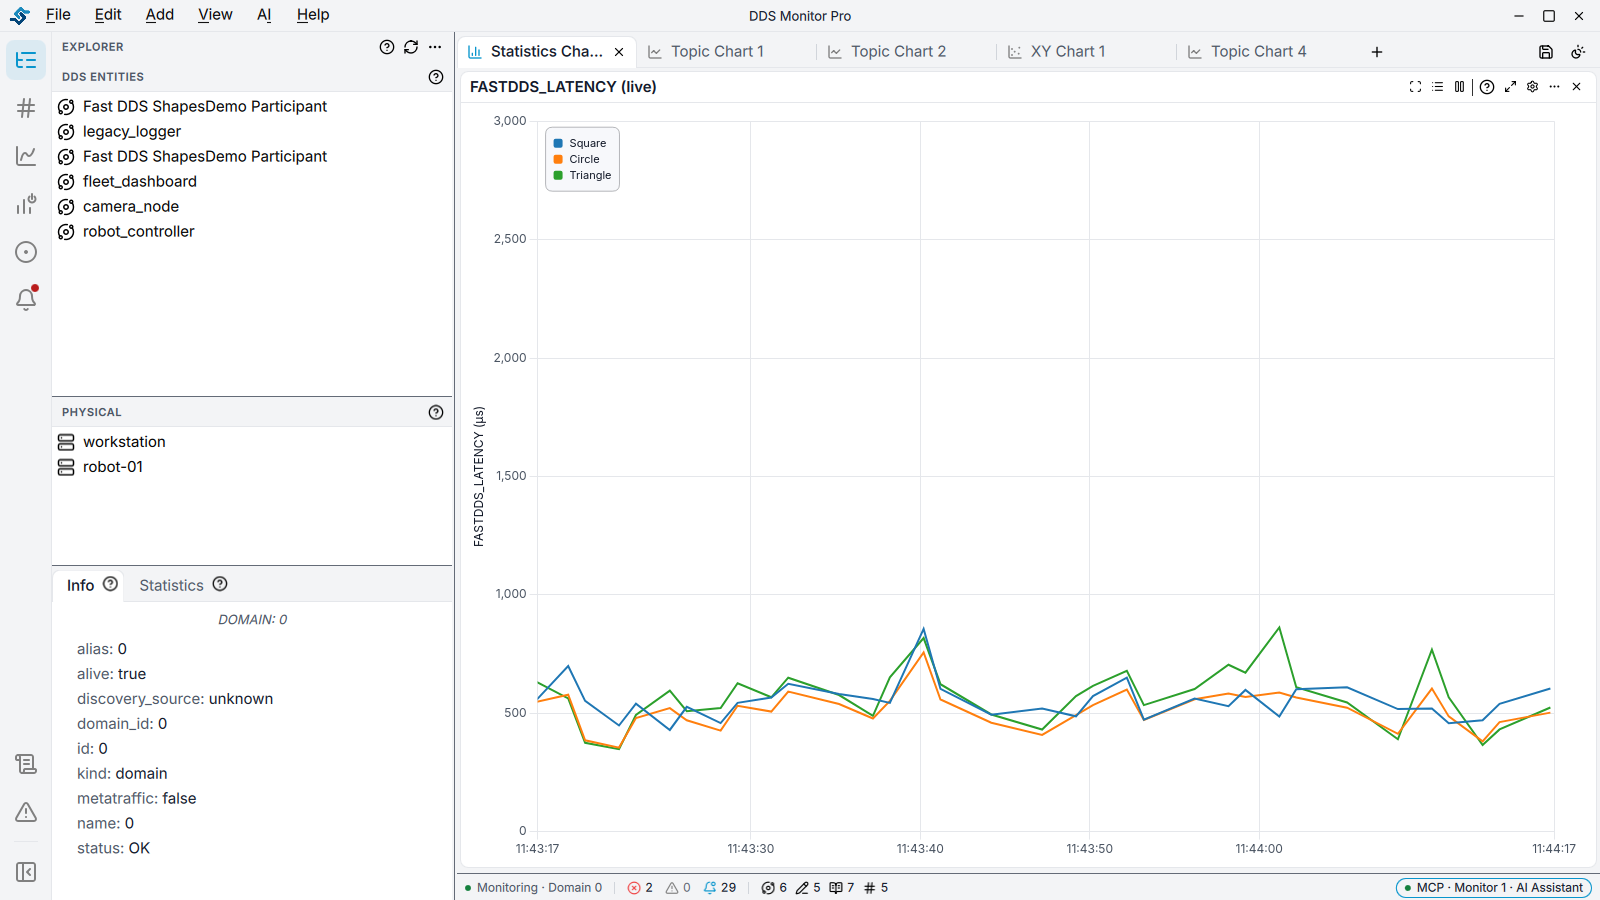 File Edit Add View AI Help
DDS Monitor Pro
EXPLORER
DDS ENTITIES
Fast DDS ShapesDemo Participant
legacy_logger
Fast DDS ShapesDemo Participant
fleet_dashboard
camera_node
robot_controller
PHYSICAL
workstation
robot-01
Info Statistics
DOMAIN: 0
alias: 0
alive: true
discovery_source: unknown
domain_id: 0
id: 0
kind: domain
metatraffic: false
name: 0
status: OK
Statistics Cha... Topic Chart 1 Topic Chart 2 XY Chart 1 Topic Chart 4
FASTDDS_LATENCY (live)
Square
Circle
Triangle
3,000
2,500
2,000
1,500
1,000
500
0
FASTDDS_LATENCY (µs)
11:43:17 11:43:30 11:43:40 11:43:50 11:44:00 11:44:17
Monitoring · Domain 0 2 0 29 6 5 7 5
MCP · Monitor 1 · AI Assistant